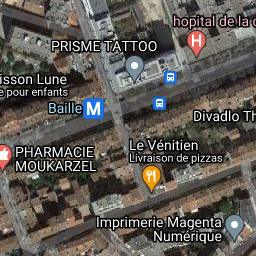 hopital de la c
H
PRISME TATTOO
isson Lune
e pour enfants
Baille
M
Divadlo Th
Le Vénitien
Livraison de pizzas
PHARMACIE
MOUKARZEL
Imprimerie Magenta
Numérique